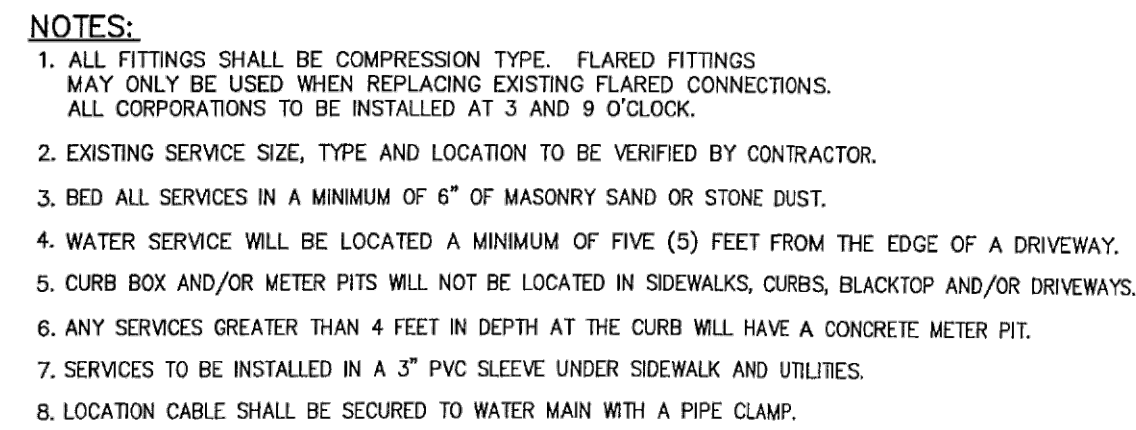 NOTES:
1. ALL FITTINGS SHALL BE COMPRESSION TYPE. FLARED FITTINGS
MAY ONLY BE USED WHEN REPLACING EXISTING FLARED CONNECTIONS.
ALL CORPORATIONS TO BE INSTALLED AT 3 AND 9 O'CLOCK.
2. EXISTING SERVICE SIZE, TYPE AND LOCATION TO BE VERIFIED BY CONTRACTOR.
3. BED ALL SERVICES IN A MINIMUM OF 6" OF MASONRY SAND OR STONE DUST.
4. WATER SERVICE WILL BE LOCATED A MINIMUM OF FIVE (5) FEET FROM THE EDGE OF A DRIVEWAY.
5. CURB BOX AND/OR METER PITS WILL NOT BE LOCATED IN SIDEWALKS, CURBS, BLACKTOP AND/OR DRIVEWAYS.
6. ANY SERVICES GREATER THAN 4 FEET IN DEPTH AT THE CURB WILL HAVE A CONCRETE METER PIT.
7. SERVICES TO BE INSTALLED IN A 3" PVC SLEEVE UNDER SIDEWALK AND UTILITIES.
8. LOCATION CABLE SHALL BE SECURED TO WATER MAIN WITH A PIPE CLAMP.